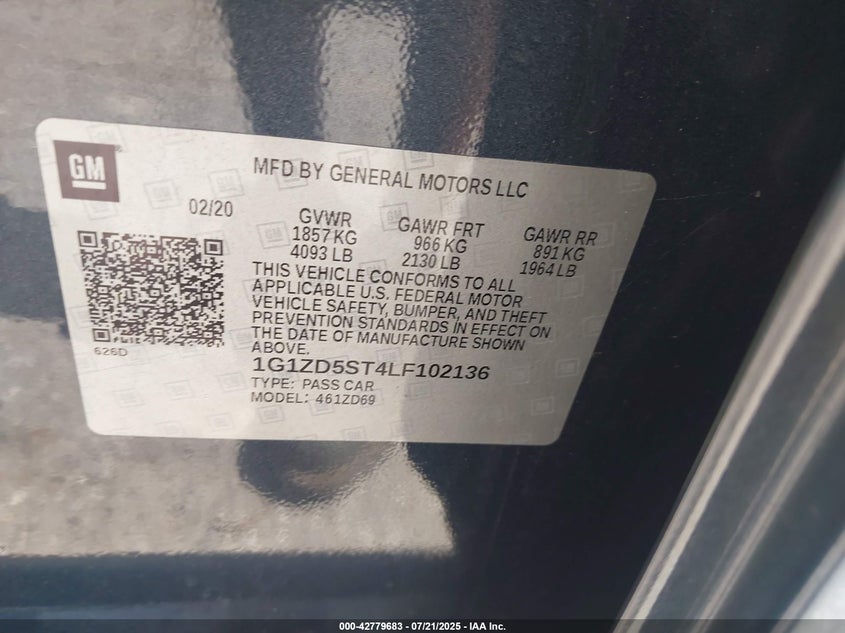 GM
MFD BY GENERAL MOTORS LLC
02/20
GVWR
1857 KG
4093 LB
GAWR FRT
966 KG
2130 LB
GAWR RR
891 KG
1964 LB
THIS VEHICLE CONFORMS TO ALL
APPLICABLE U.S. FEDERAL MOTOR
VEHICLE SAFETY, BUMPER, AND THEFT
PREVENTION STANDARDS IN EFFECT ON
THE DATE OF MANUFACTURE SHOWN
ABOVE.
626D
1G1ZD5ST4LF102136
TYPE: PASS CAR
MODEL: 461ZD69
000-42779683 - 07/21/2025 - IAA Inc.